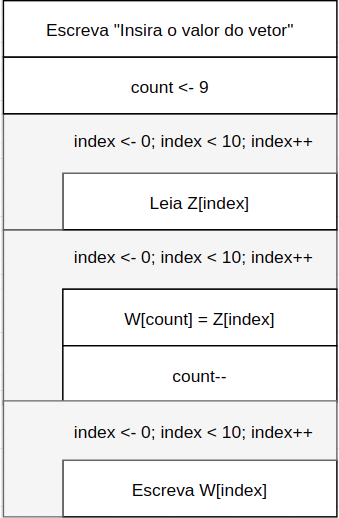 Escreva "Insira o valor do vetor"
count <- 9
index <- 0; index < 10; index++
Leia Z[index]
index <- 0; index < 10; index++
W[count] = Z[index]
count--
index <- 0; index < 10; index++
Escreva W[index]